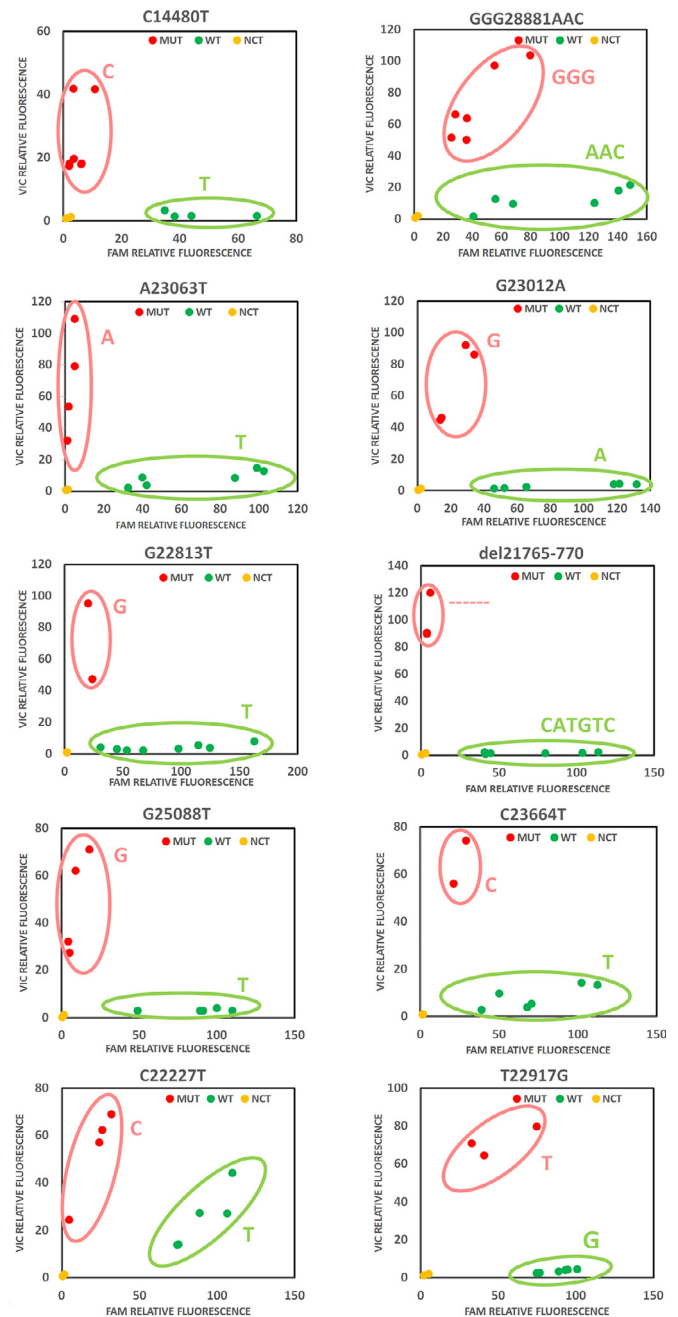 C14480T
MUT WT NCT
C
T
60
40
20
0
0 20 40 60 80
VIC RELATIVE FLUORESCENCE
FAM RELATIVE FLUORESCENCE
GGG28881AAC
MUT WT NCT
GGG
AAC
120
100
80
60
40
20
0
0 20 40 60 80 100 120 140 160
VIC RELATIVE FLUORESCENCE
FAM RELATIVE FLUORESCENCE
A23063T
MUT WT NCT
A
T
120
100
80
60
40
20
0
0 20 40 60 80 100 120
VIC RELATIVE FLUORESCENCE
FAM RELATIVE FLUORESCENCE
G23012A
MUT WT NCT
G
A
120
100
80
60
40
20
0
0 20 40 60 80 100 120 140
VIC RELATIVE FLUORESCENCE
FAM RELATIVE FLUORESCENCE
G22813T
MUT WT NCT
G
T
120
100
80
60
40
20
0
0 50 100 150 200
VIC RELATIVE FLUORESCENCE
FAM RELATIVE FLUORESCENCE
del21765-770
MUT WT NCT
------
CATGTC
140
120
100
80
60
40
20
0
0 50 100 150
VIC RELATIVE FLUORESCENCE
FAM RELATIVE FLUORESCENCE
G25088T
MUT WT NCT
G
T
80
60
40
20
0
0 50 100 150
VIC RELATIVE FLUORESCENCE
FAM RELATIVE FLUORESCENCE
C23664T
MUT WT NCT
C
T
80
60
40
20
0
0 50 100 150
VIC RELATIVE FLUORESCENCE
FAM RELATIVE FLUORESCENCE
C22227T
MUT WT NCT
C
T
80
60
40
20
0
0 50 100 150
VIC RELATIVE FLUORESCENCE
FAM RELATIVE FLUORESCENCE
T22917G
MUT WT NCT
T
G
100
80
60
40
20
0
0 50 100 150
VIC RELATIVE FLUORESCENCE
FAM RELATIVE FLUORESCENCE